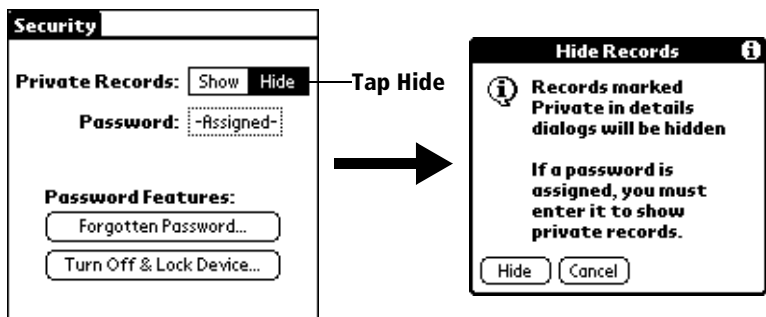 Security
Private Records: Show Hide
Tap Hide
Password: -Assigned-
Password Features:
Forgotten Password...
Turn Off & Lock Device...
Hide Records
Records marked
Private in details
dialogs will be hidden
If a password is
assigned, you must
enter it to show
private records.
Hide Cancel